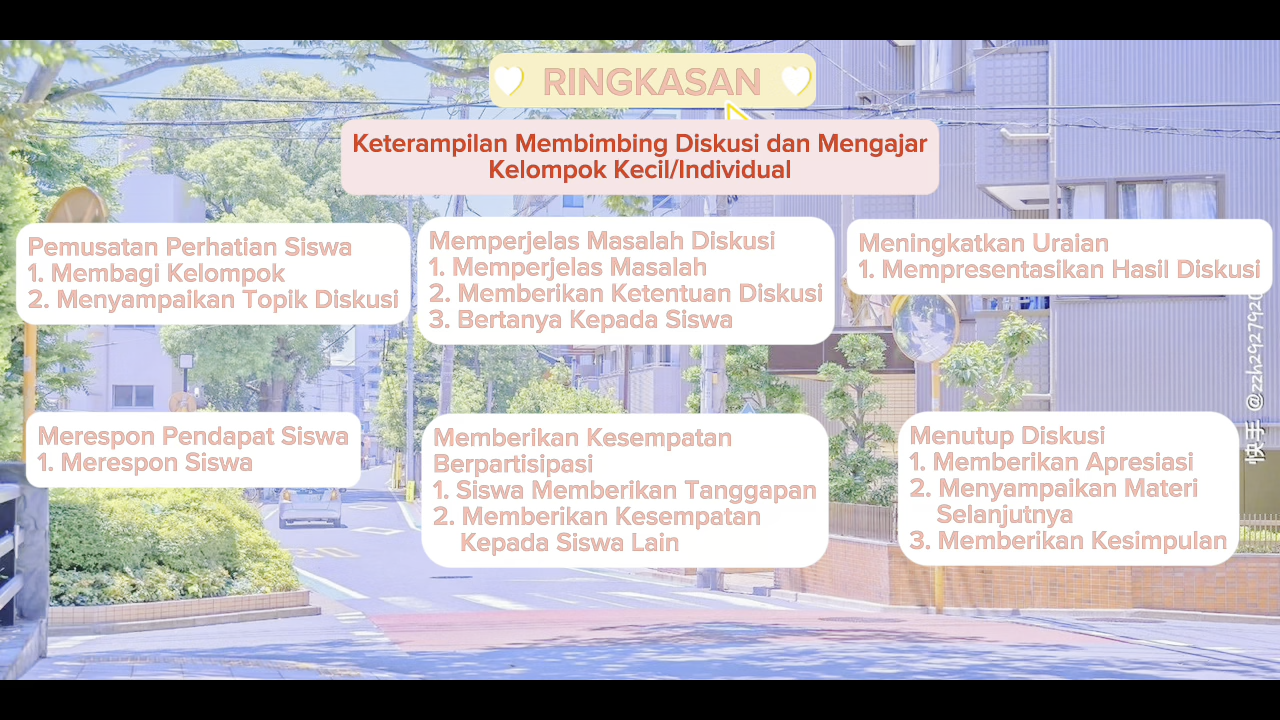 RINGKASAN
Keterampilan Membimbing Diskusi dan Mengajar
Kelompok Kecil/Individual
Pemusatan Perhatian Siswa
1. Membagi Kelompok
2. Menyampaikan Topik Diskusi
Memperjelas Masalah Diskusi
1. Memperjelas Masalah
2. Memberikan Ketentuan Diskusi
3. Bertanya Kepada Siswa
Meningkatkan Uraian
1. Mempresentasikan Hasil Diskusi
Merespon Pendapat Siswa
1. Merespon Siswa
Memberikan Kesempatan
Berpartisipasi
1. Siswa Memberikan Tanggapan
2. Memberikan Kesempatan
Kepada Siswa Lain
Menutup Diskusi
1. Memberikan Apresiasi
2. Menyampaikan Materi
Selanjutnya
3. Memberikan Kesimpulan